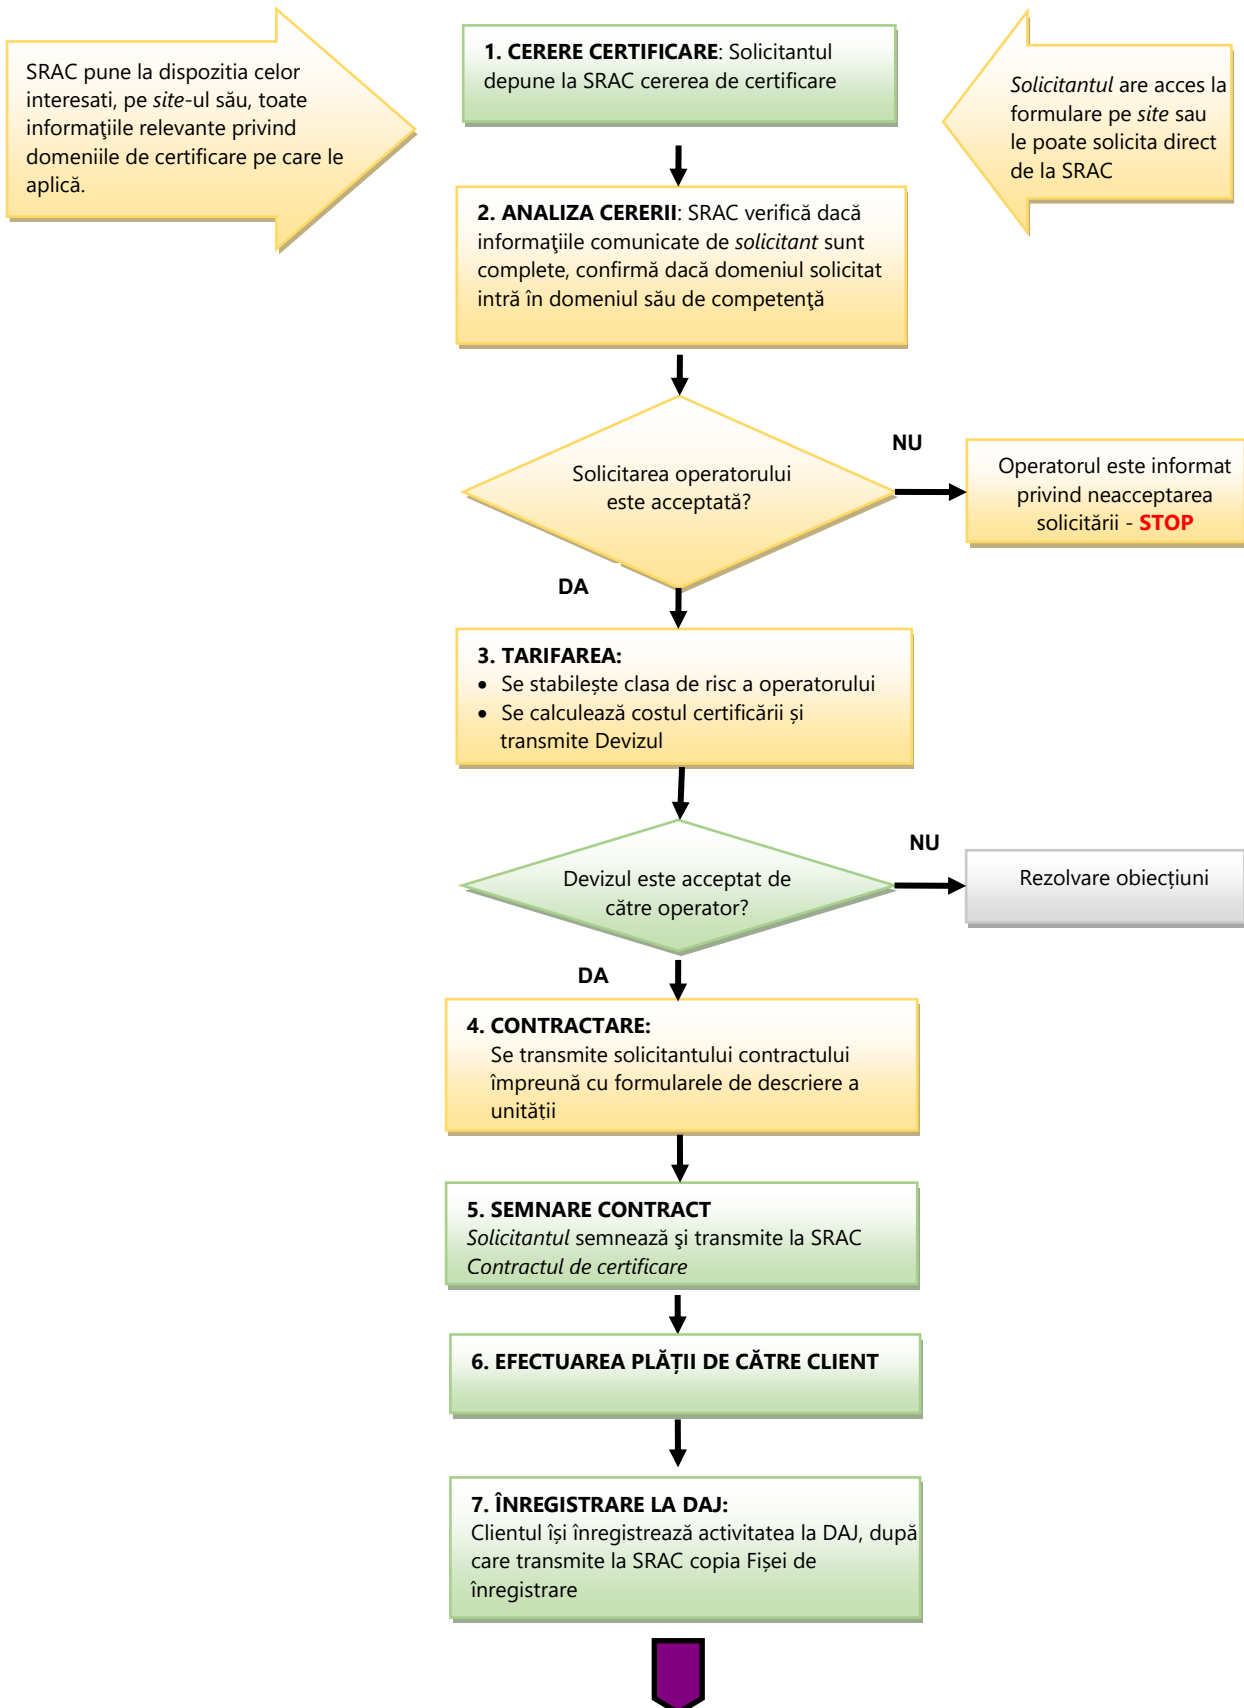 SRAC pune la dispozitia celor
interesati, pe site-ul său, toate
informaţiile relevante privind
domeniile de certificare pe care le
aplică.
1. CERERE CERTIFICARE: Solicitantul
depune la SRAC cererea de certificare
Solicitantul are acces la
formulare pe site sau
le poate solicita direct
de la SRAC
2. ANALIZA CERERII: SRAC verifică dacă
informaţiile comunicate de solicitant sunt
complete, confirmă dacă domeniul solicitat
intră în domeniul său de competenţă
Solicitarea operatorului
este acceptată?
NU
Operatorul este informat
privind neacceptarea
solicitării - STOP
DA
3. TARIFAREA:
• Se stabilește clasa de risc a operatorului
• Se calculează costul certificării și
transmite Devizul
Devizul este acceptat de
către operator?
NU
Rezolvare obiecțiuni
DA
4. CONTRACTARE:
Se transmite solicitantului contractului
împreună cu formularele de descriere a
unității
5. SEMNARE CONTRACT
Solicitantul semnează şi transmite la SRAC
Contractul de certificare
6. EFECTUAREA PLĂȚII DE CĂTRE CLIENT
7. ÎNREGISTRARE LA DAJ:
Clientul își înregistrează activitatea la DAJ, după
care transmite la SRAC copia Fișei de
înregistrare